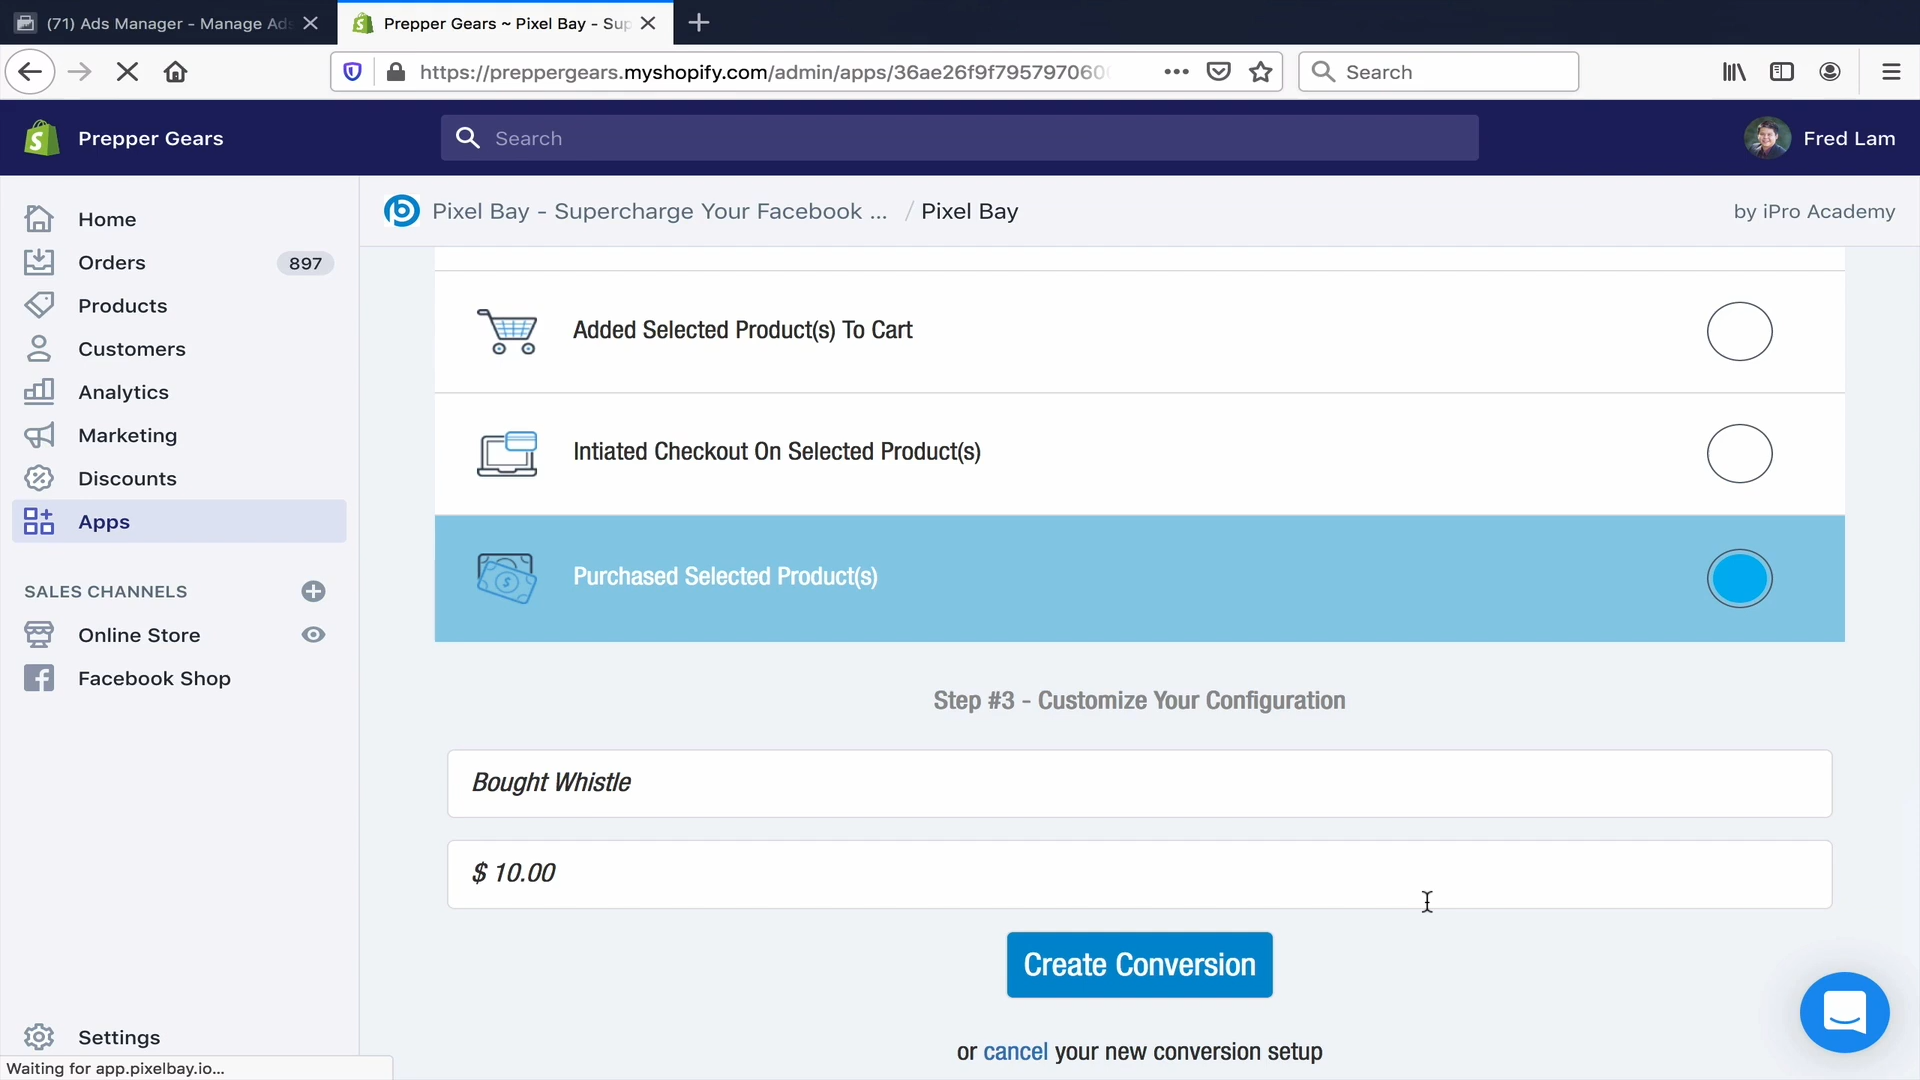 (71) Ads Manager - Manage Ads
Prepper Gears ~ Pixel Bay - Sup
https://preppergears.myshopify.com/admin/apps/36ae26f9f795797060
Search
Prepper Gears
Search
Fred Lam
Home
Orders
897
Products
Customers
Analytics
Marketing
Discounts
Apps
SALES CHANNELS
Online Store
Facebook Shop
Settings
Waiting for app.pixelbay.io...
Pixel Bay - Supercharge Your Facebook ... / Pixel Bay
by iPro Academy
Added Selected Product(s) To Cart
Intiated Checkout On Selected Product(s)
Purchased Selected Product(s)
Step #3 - Customize Your Configuration
Bought Whistle
$ 10.00
Create Conversion
or cancel your new conversion setup